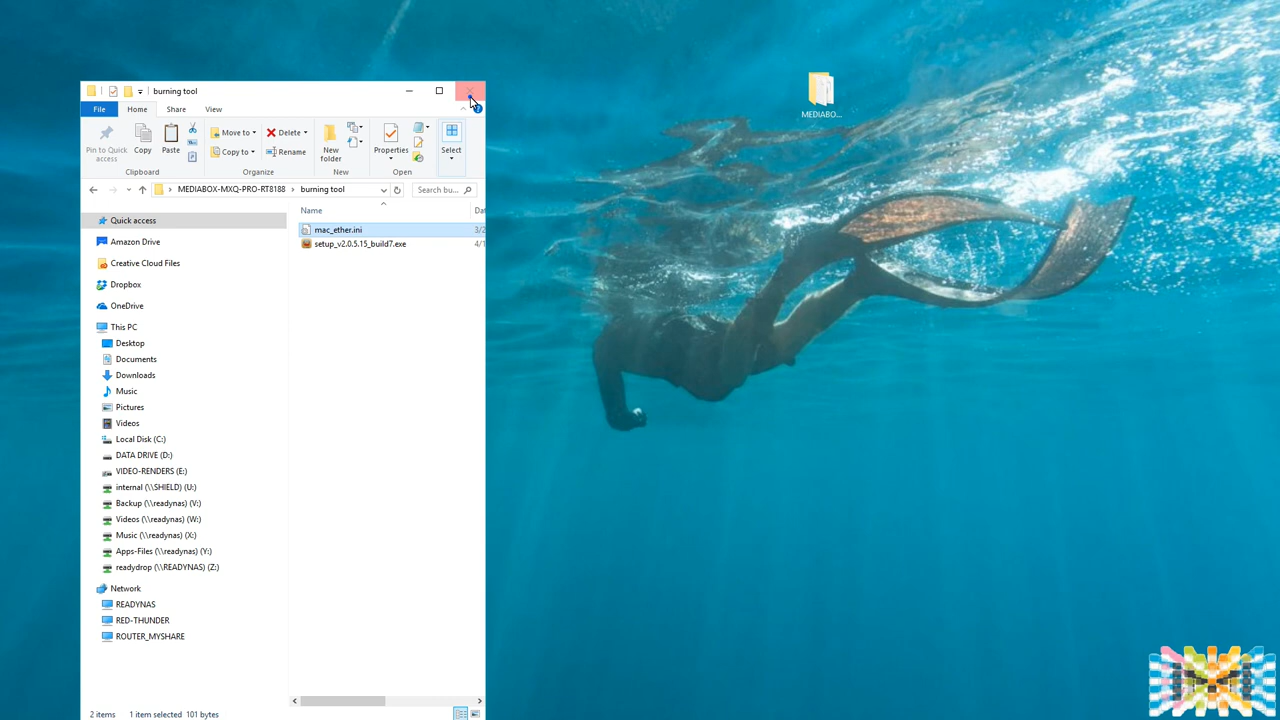 burning tool
File Home Share View
Pin to Quick access
Copy
Paste
Move to
Copy to
Delete
Rename
New folder
Properties
Select
Clipboard Organize New Open
MEDIABOX-MXQ-PRO-RT8188 burning tool
Search bu...
Name
Quick access
Amazon Drive
Creative Cloud Files
Dropbox
OneDrive
This PC
Desktop
Documents
Downloads
Music
Pictures
Videos
Local Disk (C:)
DATA DRIVE (D:)
VIDEO-RENDERS (E:)
internal (\\SHIELD) (U:)
Backup (\\readynas) (V:)
Videos (\\readynas) (W:)
Music (\\readynas) (X:)
Apps-Files (\\readynas) (Y:)
readydrop (\\READYNAS) (Z:)
Network
READYNAS
RED-THUNDER
ROUTER_MYSHARE
mac_ether.ini 3/2
setup_v2.0.5.15_build7.exe 4/1
2 items 1 item selected 101 bytes
MEDIABO...